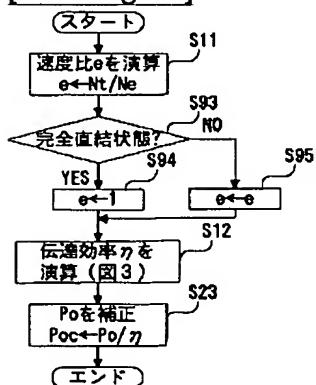 スタート
S11
速度比eを演算
e←Nt/Ne
S93
完全直結状態?
NO
YES
S94
S95
e←1
e←e
S12
伝達効率ηを
演算(図3)
S23
Poを補正
Poc←Po/η
エンド